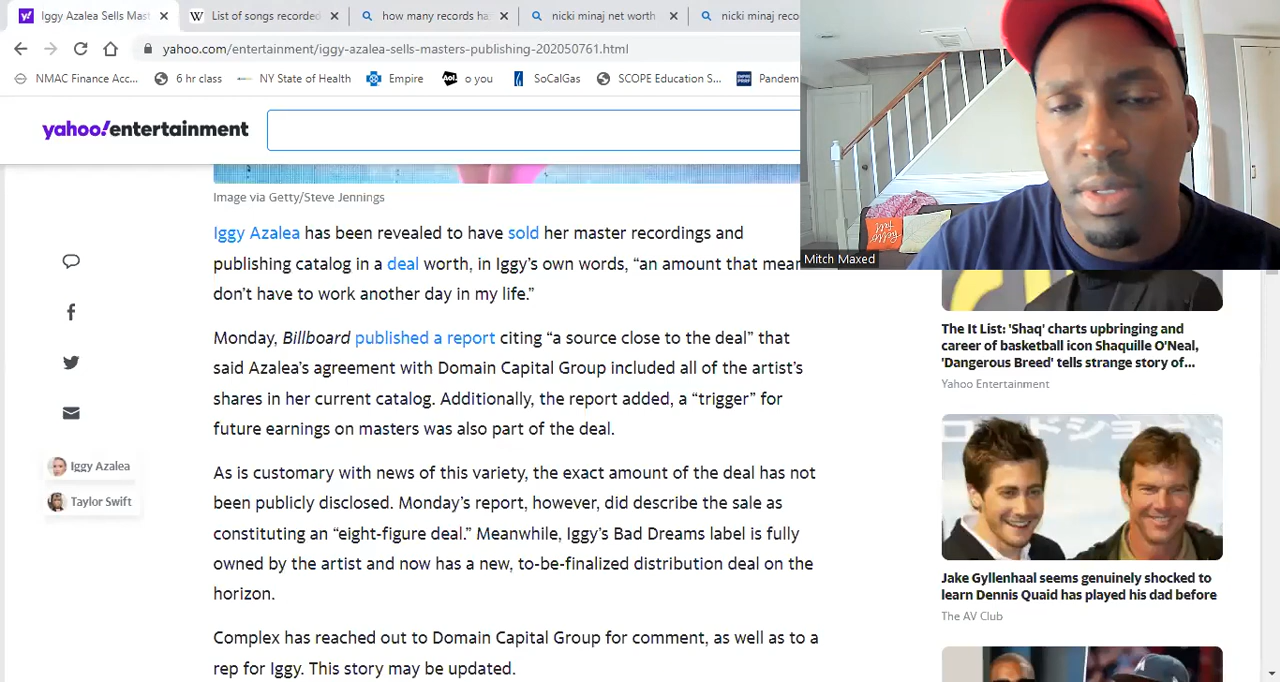 Iggy Azalea Sells Mast
List of songs recorded
how many records ha
nicki minaj net worth
nicki minaj reco
yahoo.com/entertainment/iggy-azalea-sells-masters-publishing-202050761.html
NMAC Finance Acc...
6 hr class
NY State of Health
Empire
Aol.
o you
SoCalGas
SCOPE Education S...
Pandem
yahoo!entertainment
Mitch Maxed
Image via Getty/Steve Jennings
Iggy Azalea has been revealed to have sold her master recordings and
publishing catalog in a deal worth, in Iggy's own words, “an amount that mean
don't have to work another day in my life.”
Monday, Billboard published a report citing “a source close to the deal” that
said Azalea's agreement with Domain Capital Group included all of the artist's
shares in her current catalog. Additionally, the report added, a “trigger” for
future earnings on masters was also part of the deal.
As is customary with news of this variety, the exact amount of the deal has not
been publicly disclosed. Monday's report, however, did describe the sale as
constituting an “eight-figure deal.” Meanwhile, Iggy's Bad Dreams label is fully
owned by the artist and now has a new, to-be-finalized distribution deal on the
horizon.
Complex has reached out to Domain Capital Group for comment, as well as to a
rep for Iggy. This story may be updated.
Iggy Azalea
Taylor Swift
The It List: 'Shaq' charts upbringing and
career of basketball icon Shaquille O'Neal,
'Dangerous Breed' tells strange story of...
Yahoo Entertainment
Jake Gyllenhaal seems genuinely shocked to
learn Dennis Quaid has played his dad before
The AV Club